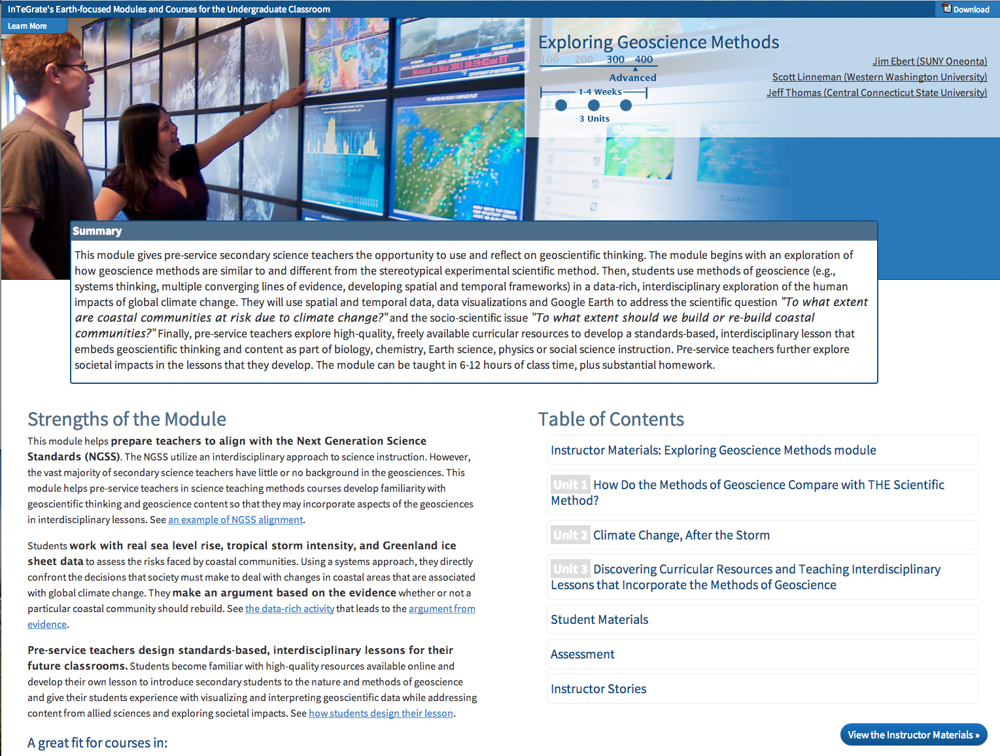 InTeGrate's Earth-focused Modules and Courses for the Undergraduate Classroom
Download
Learn More
MONDAY 16 MAY 2011 10:19:02AM ET
Exploring Geoscience Methods
100 200 300 400
Advanced
1-4 Weeks
3 Units
Jim Ebert (SUNY Oneonta)
Scott Linneman (Western Washington University)
Jeff Thomas (Central Connecticut State University)
twitter
Summary
This module gives pre-service secondary science teachers the opportunity to use and reflect on geoscientific thinking. The module begins with an exploration of
how geoscience methods are similar to and different from the stereotypical experimental scientific method. Then, students use methods of geoscience (e.g.,
systems thinking, multiple converging lines of evidence, developing spatial and temporal frameworks) in a data-rich, interdisciplinary exploration of the human
impacts of global climate change. They will use spatial and temporal data, data visualizations and Google Earth to address the scientific question "To what extent
are coastal communities at risk due to climate change?" and the socio-scientific issue "To what extent should we build or re-build coastal
communities?" Finally, pre-service teachers explore high-quality, freely available curricular resources to develop a standards-based, interdisciplinary lesson that
embeds geoscientific thinking and content as part of biology, chemistry, Earth science, physics or social science instruction. Pre-service teachers further explore
societal impacts in the lessons that they develop. The module can be taught in 6-12 hours of class time, plus substantial homework.
Strengths of the Module
This module helps prepare teachers to align with the Next Generation Science
Standards (NGSS). The NGSS utilize an interdisciplinary approach to science instruction. However,
the vast majority of secondary science teachers have little or no background in the geosciences. This
module helps pre-service teachers in science teaching methods courses develop familiarity with
geoscientific thinking and geoscience content so that they may incorporate aspects of the geosciences
in interdisciplinary lessons. See an example of NGSS alignment.
Students work with real sea level rise, tropical storm intensity, and Greenland ice
sheet data to assess the risks faced by coastal communities. Using a systems approach, they directly
confront the decisions that society must make to deal with changes in coastal areas that are associated
with global climate change. They make an argument based on the evidence whether or not a
particular coastal community should rebuild. See the data-rich activity that leads to the argument from
evidence.
Pre-service teachers design standards-based, interdisciplinary lessons for their
future classrooms. Students become familiar with high-quality resources available online and
develop their own lesson to introduce secondary students to the nature and methods of geoscience
and give their students experience with visualizing and interpreting geoscientific data while addressing
content from allied sciences and exploring societal impacts. See how students design their lesson.
A great fit for courses in:
Table of Contents
Instructor Materials: Exploring Geoscience Methods module
Unit 1 How Do the Methods of Geoscience Compare with THE Scientific
Method?
Unit 2 Climate Change, After the Storm
Unit 3 Discovering Curricular Resources and Teaching Interdisciplinary
Lessons that Incorporate the Methods of Geoscience
Student Materials
Assessment
Instructor Stories
View the Instructor Materials »